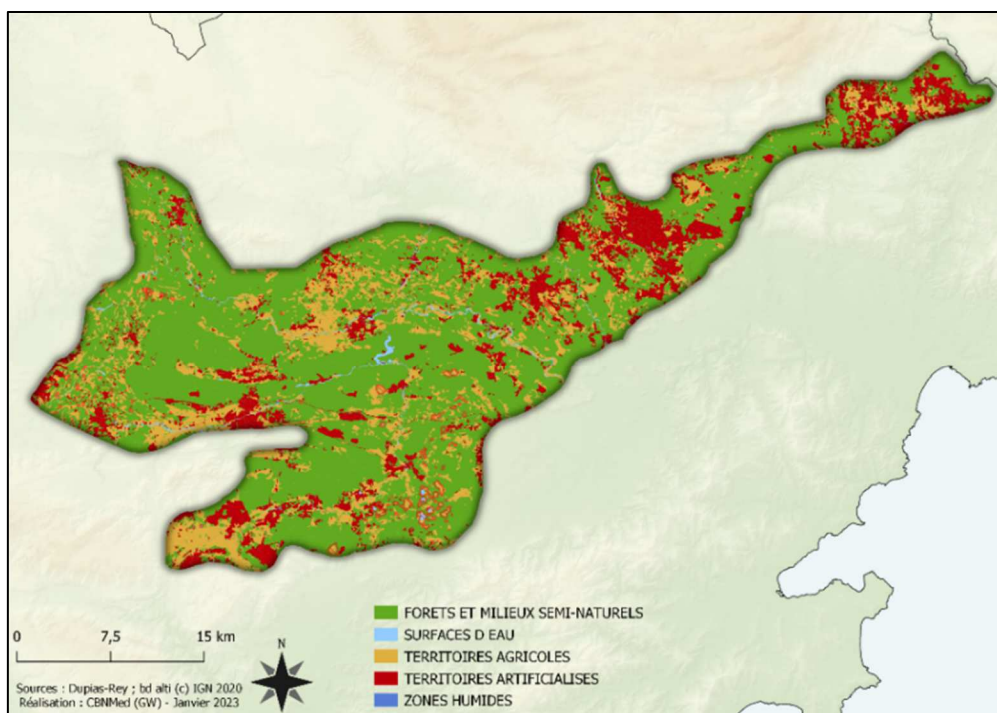 FORETS ET MILIEUX SEMI-NATURELS
SURFACES D EAU
TERRITOIRES AGRICOLES
TERRITOIRES ARTIFICIALISES
ZONES HUMIDES
0 7,5 15 km
N
Sources : Dupias-Rey ; bd alti (c) IGN 2020
Réalisation : CBNMed (GW) - Janvier 2023